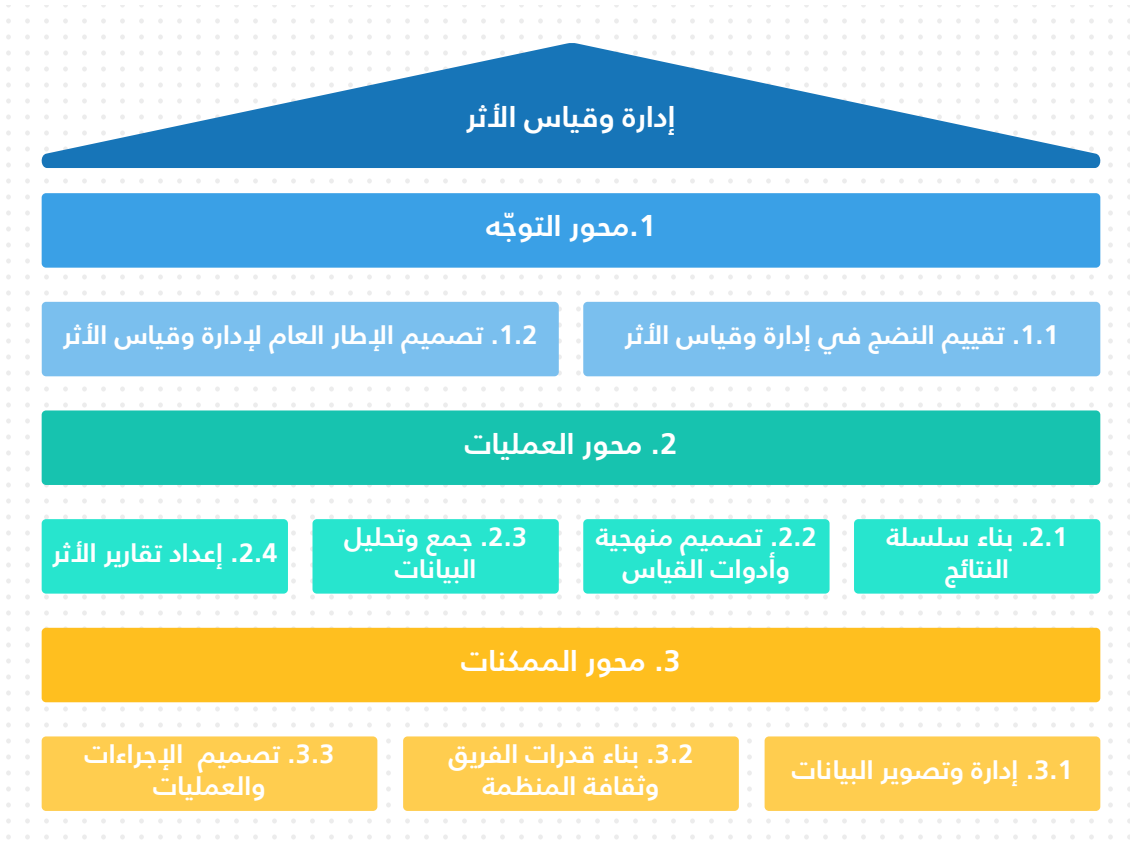 إدارة وقياس الأثر
1.محور التوجّه
1.1. تقييم النضج في إدارة وقياس الأثر
1.2. تصميم الإطار العام لإدارة وقياس الأثر
2. محور العمليات
2.1. بناء سلسلة
النتائج
2.2. تصميم منهجية
وأدوات القياس
2.3. جمع وتحليل
البيانات
2.4. إعداد تقارير الأثر
3. محور الممكنات
3.1. إدارة وتصوير البيانات
3.2. بناء قدرات الفريق
وثقافة المنظمة
3.3. تصميم الإجراءات
والعمليات